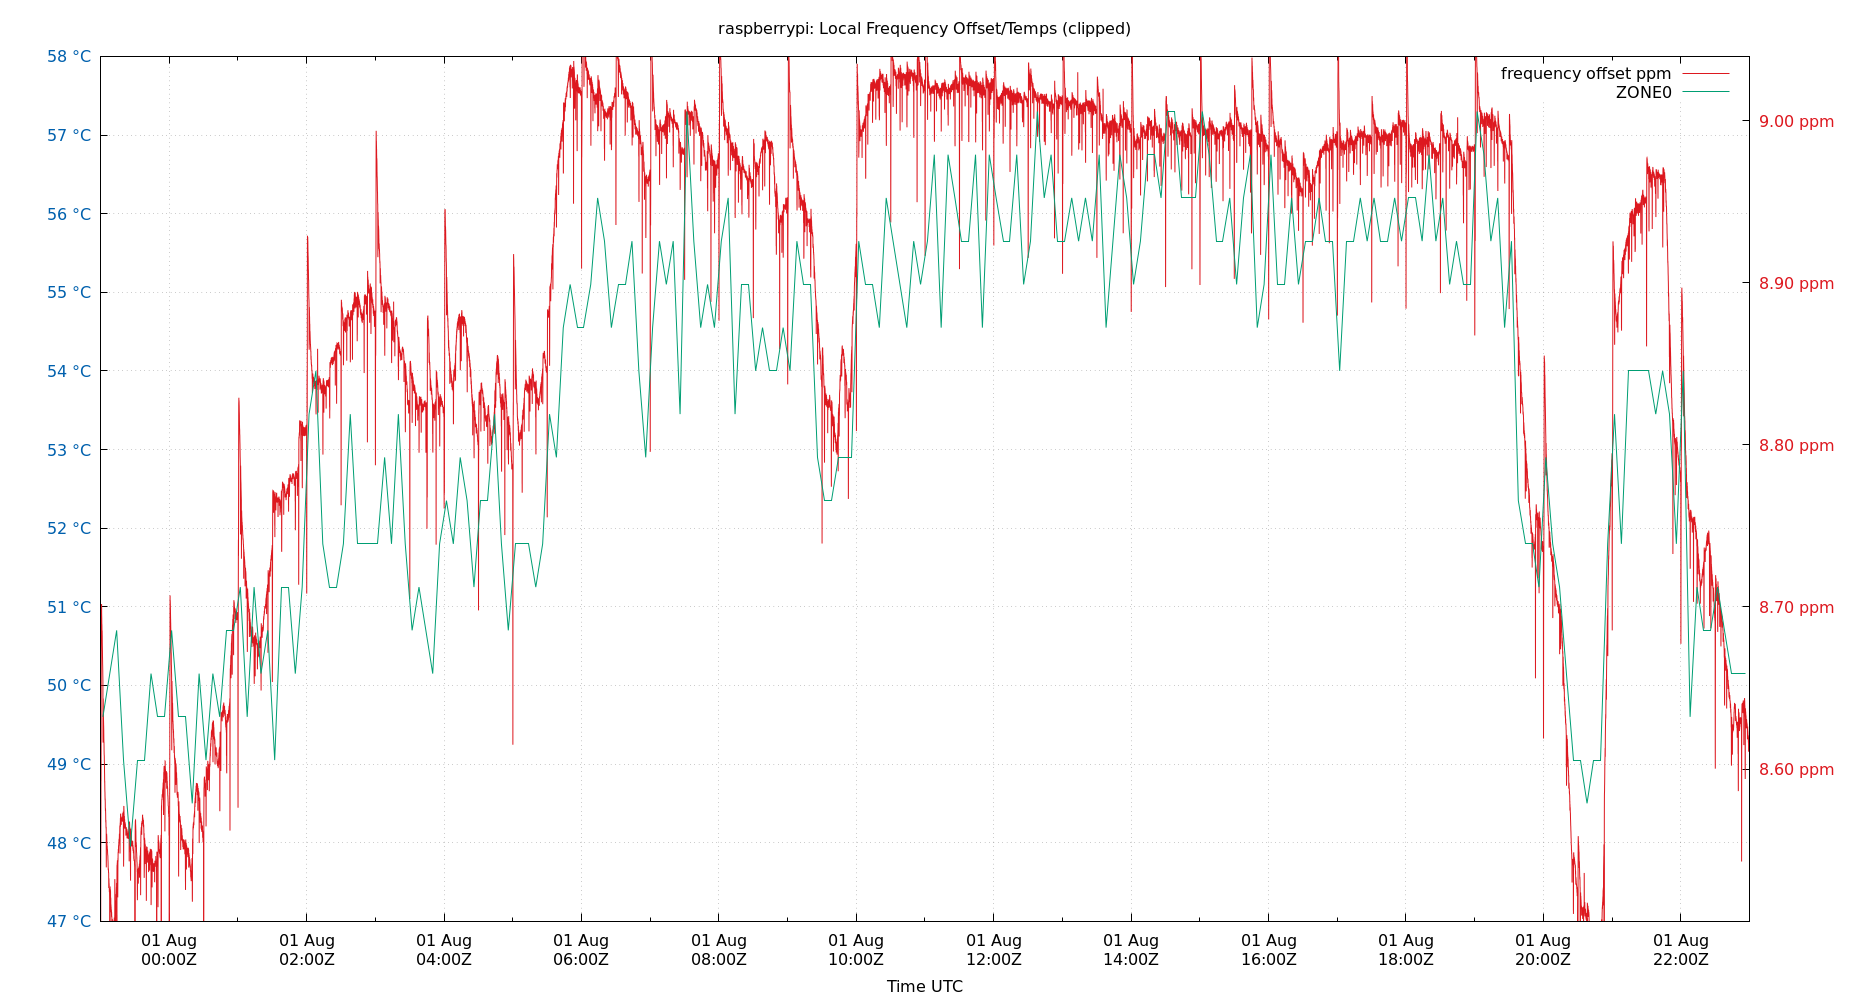 raspberrypi: Local Frequency Offset/Temps (clipped)
frequency offset ppm
ZONE0
58 °C
57 °C
56 °C
55 °C
54 °C
53 °C
52 °C
51 °C
50 °C
49 °C
48 °C
47 °C
9.00 ppm
8.90 ppm
8.80 ppm
8.70 ppm
8.60 ppm
01 Aug 01 Aug 01 Aug 01 Aug 01 Aug 01 Aug 01 Aug 01 Aug 01 Aug 01 Aug 01 Aug 01 Aug
00:00Z 02:00Z 04:00Z 06:00Z 08:00Z 10:00Z 12:00Z 14:00Z 16:00Z 18:00Z 20:00Z 22:00Z
Time UTC